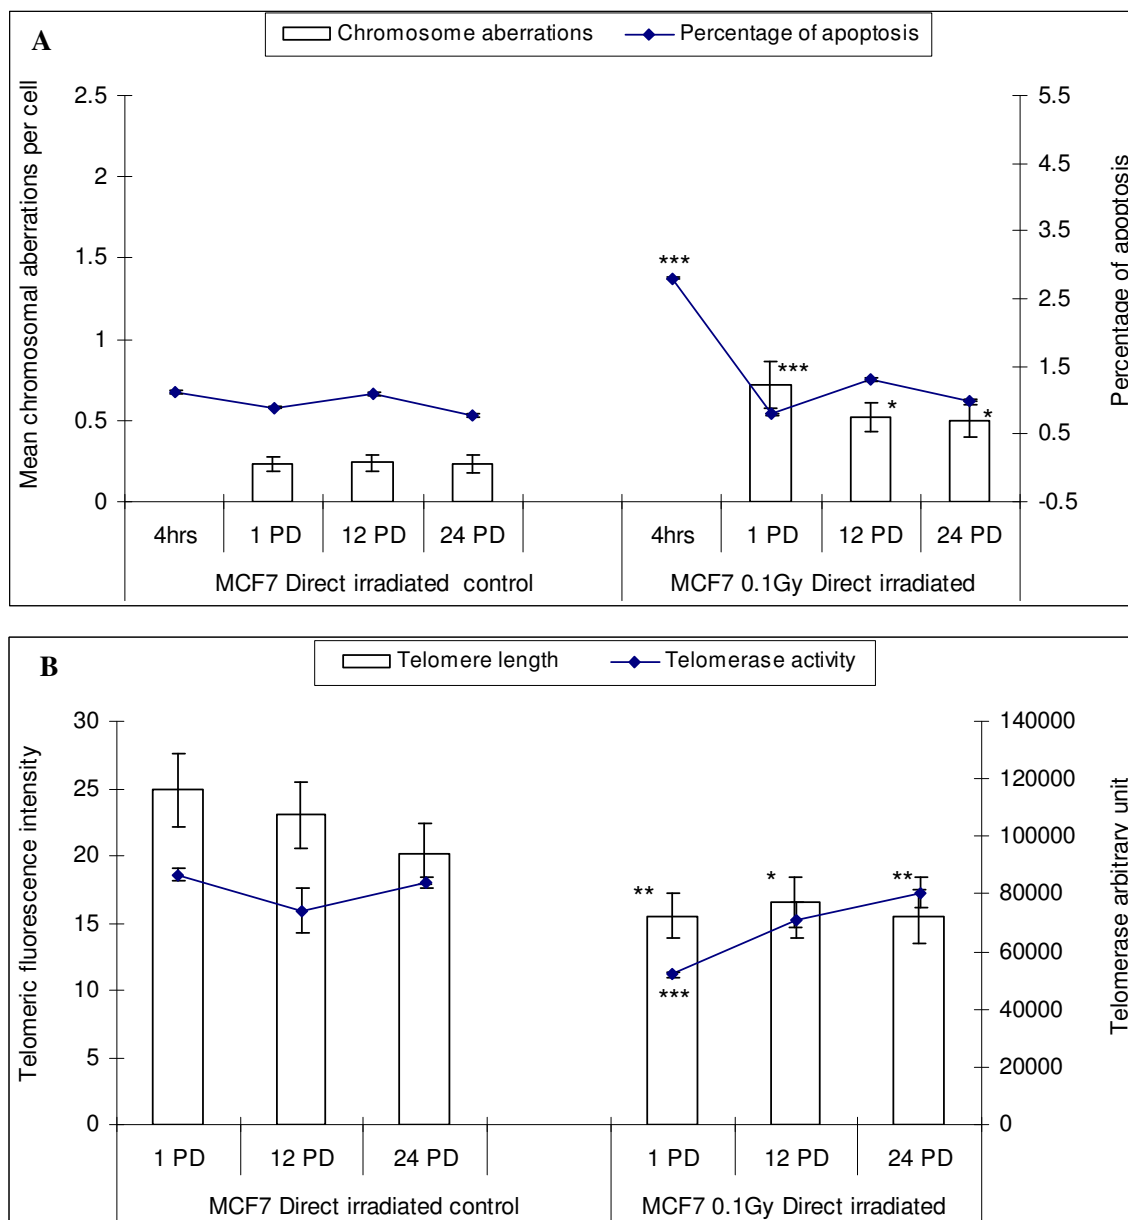 A
Chromosome aberrations
Percentage of apoptosis
Mean chromosomal aberrations per cell
2.5
2
1.5
1
0.5
0
5.5
4.5
3.5
2.5
1.5
0.5
-0.5
Percentage of apoptosis
***
***
*
*
4hrs 1 PD 12 PD 24 PD 4hrs 1 PD 12 PD 24 PD
MCF7 Direct irradiated control MCF7 0.1Gy Direct irradiated
B
Telomere length
Telomerase activity
Telomeric fluorescence intensity
30
25
20
15
10
5
0
140000
120000
100000
80000
60000
40000
20000
0
Telomerase arbitrary unit
**
*
**
***
1 PD 12 PD 24 PD 1 PD 12 PD 24 PD
MCF7 Direct irradiated control MCF7 0.1Gy Direct irradiated